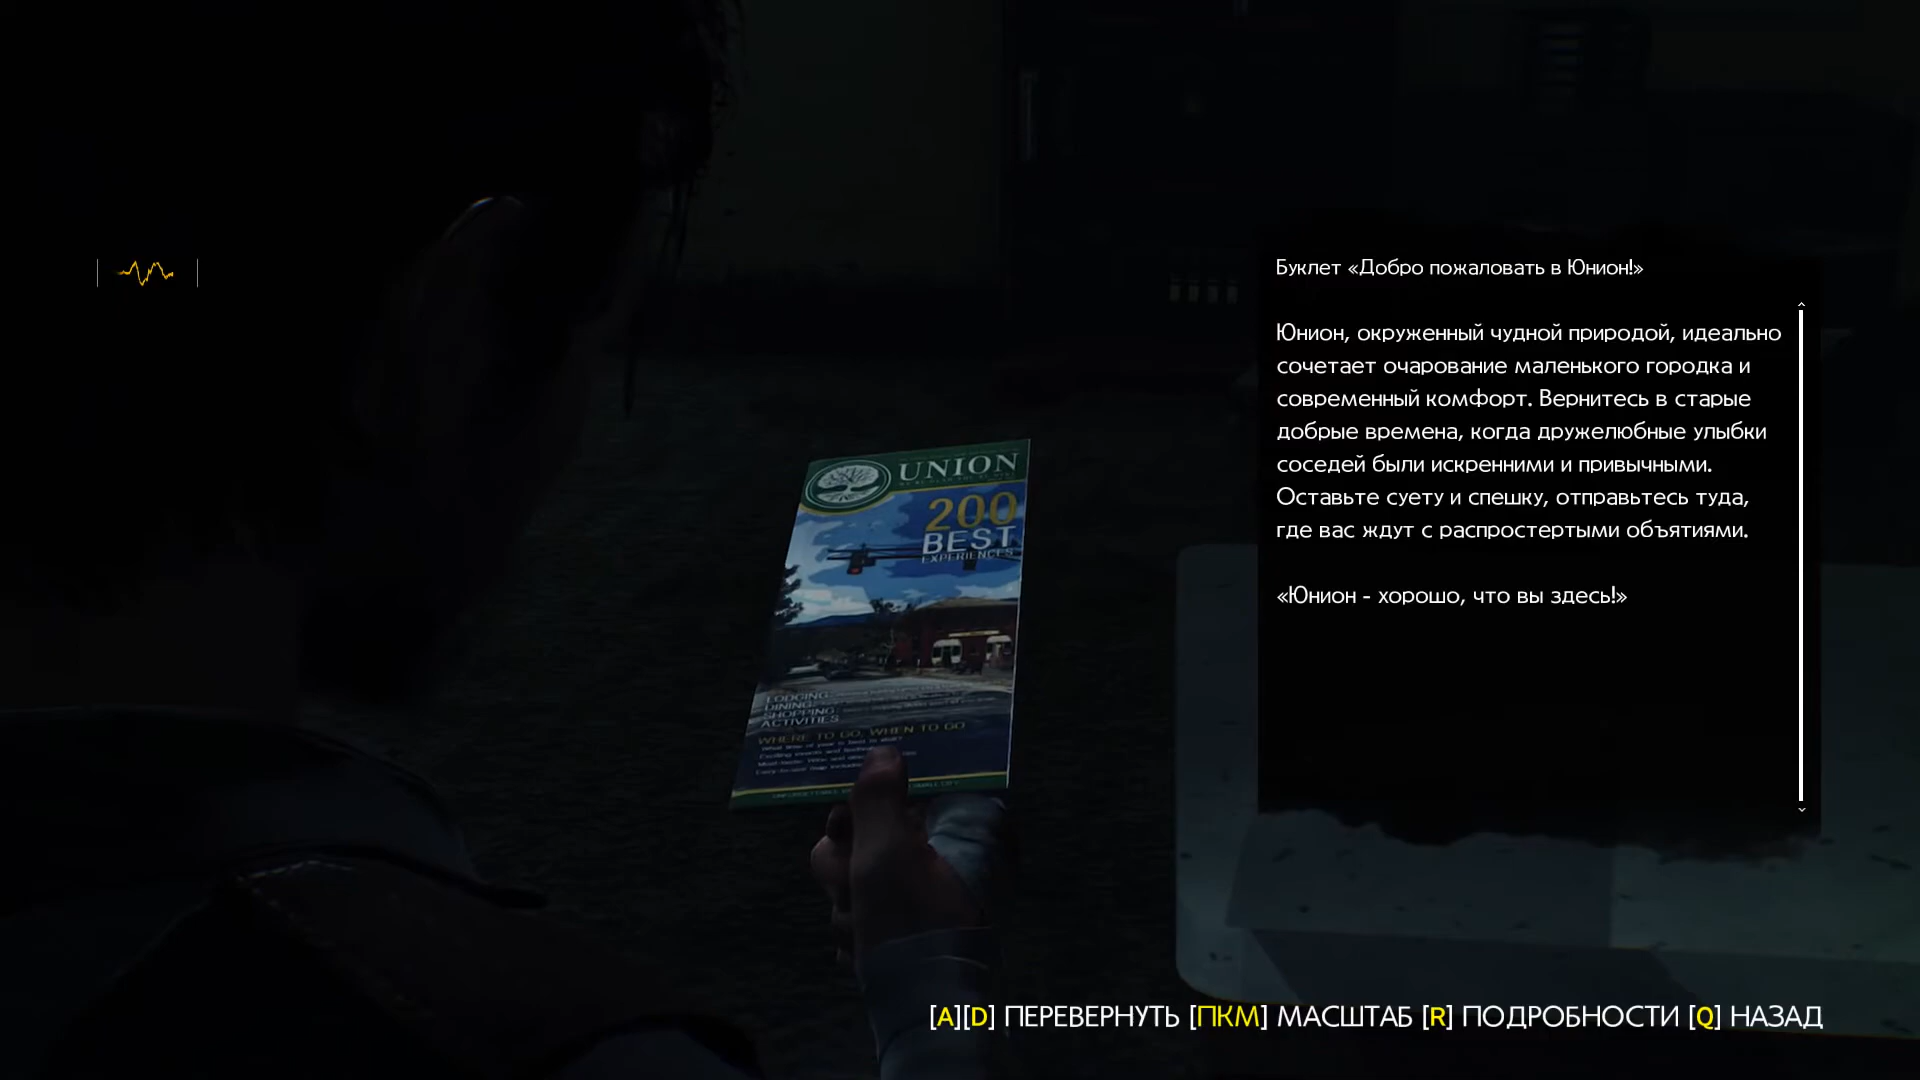 Буклет «Добро пожаловать в Юнион!»
Юнион, окруженный чудной природой, идеально
сочетает очарование маленького городка и
современный комфорт. Вернитесь в старые
добрые времена, когда дружелюбные улыбки
соседей были искренними и привычными.
Оставьте суету и спешку, отправьтесь туда,
где вас ждут с распростертыми объятиями.
«Юнион - хорошо, что вы здесь!»
UNION
200
BEST
EXPERIENCES
LODGING
DINING
SHOPPING
ACTIVITIES
WHERE TO GO, WHEN TO GO
[A][D] ПЕРЕВЕРНУТЬ [ПКМ] МАСШТАБ [R] ПОДРОБНОСТИ [Q] НАЗАД